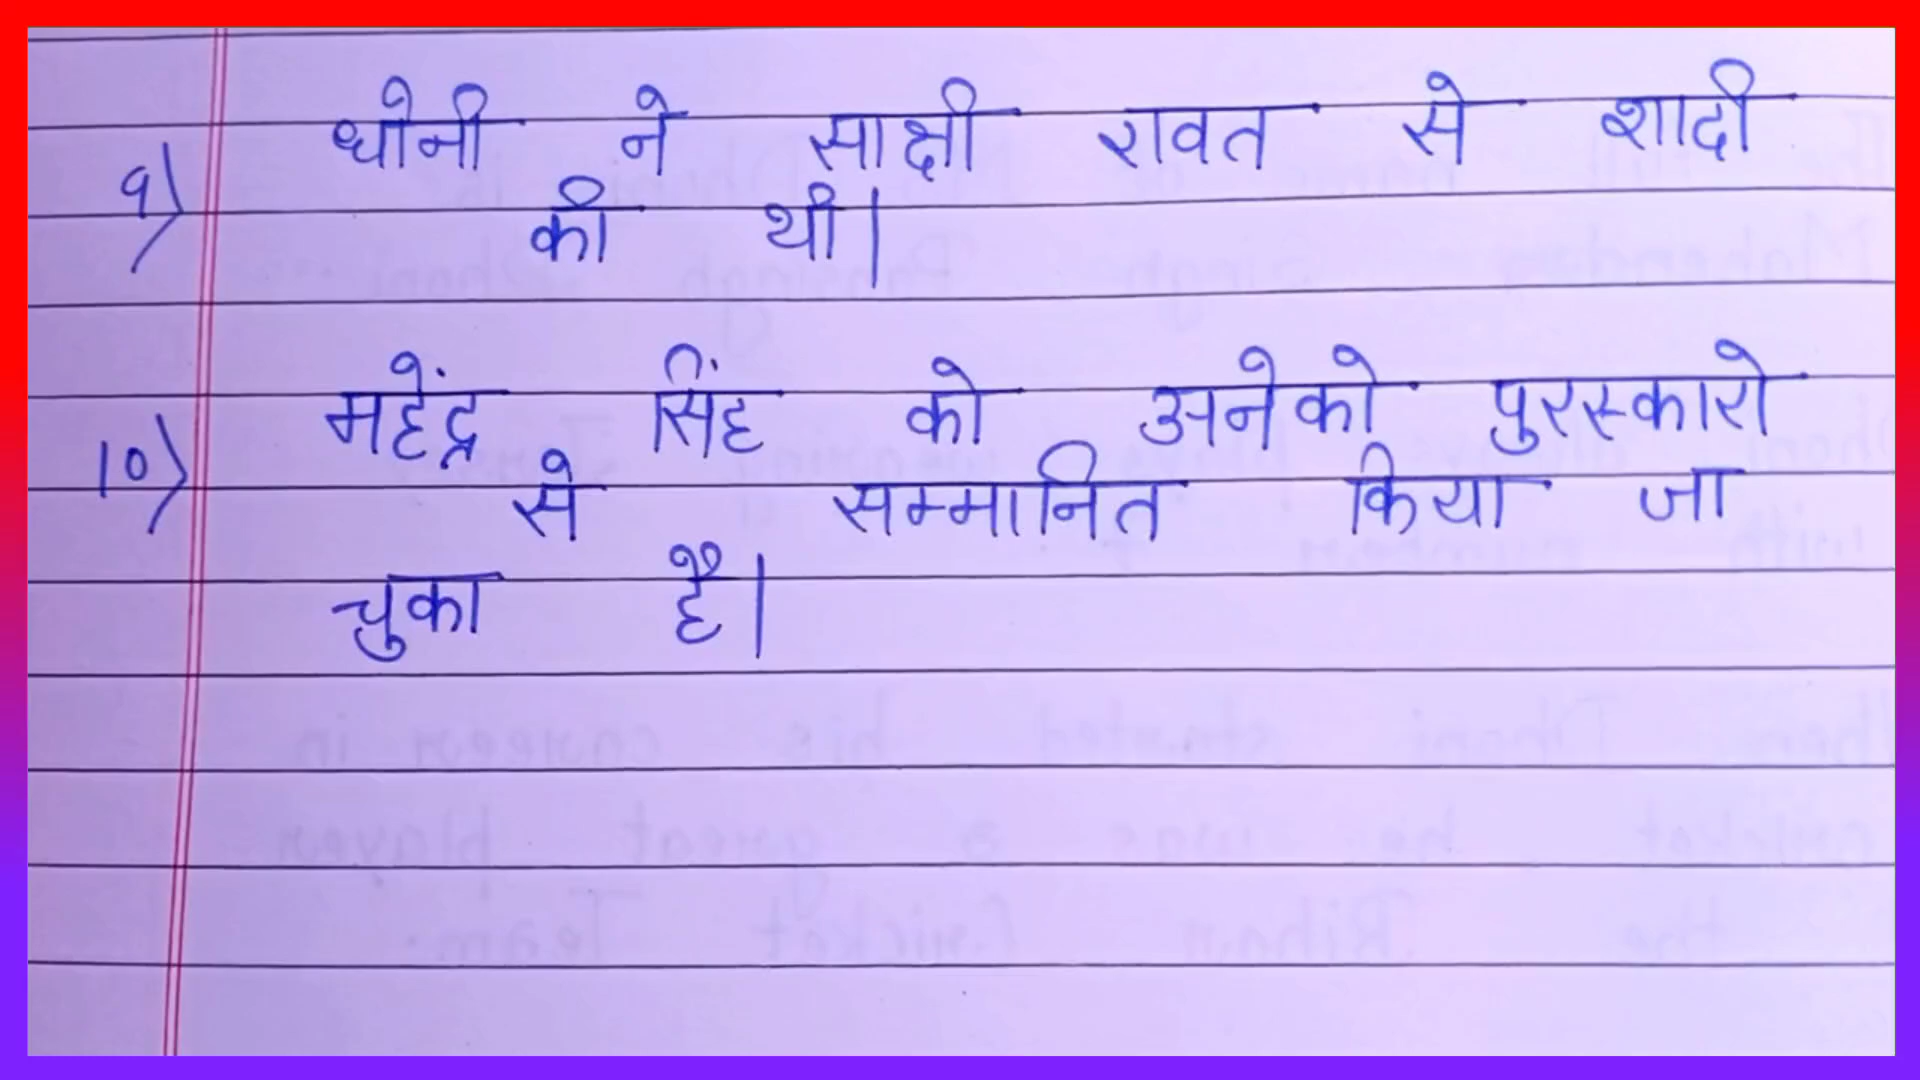 9) धोनी ने साक्षी रावत से शादी
की थी।
10) महेंद्र सिंह को अनेको पुरस्कारो
से सम्मानित किया जा
चुका है।